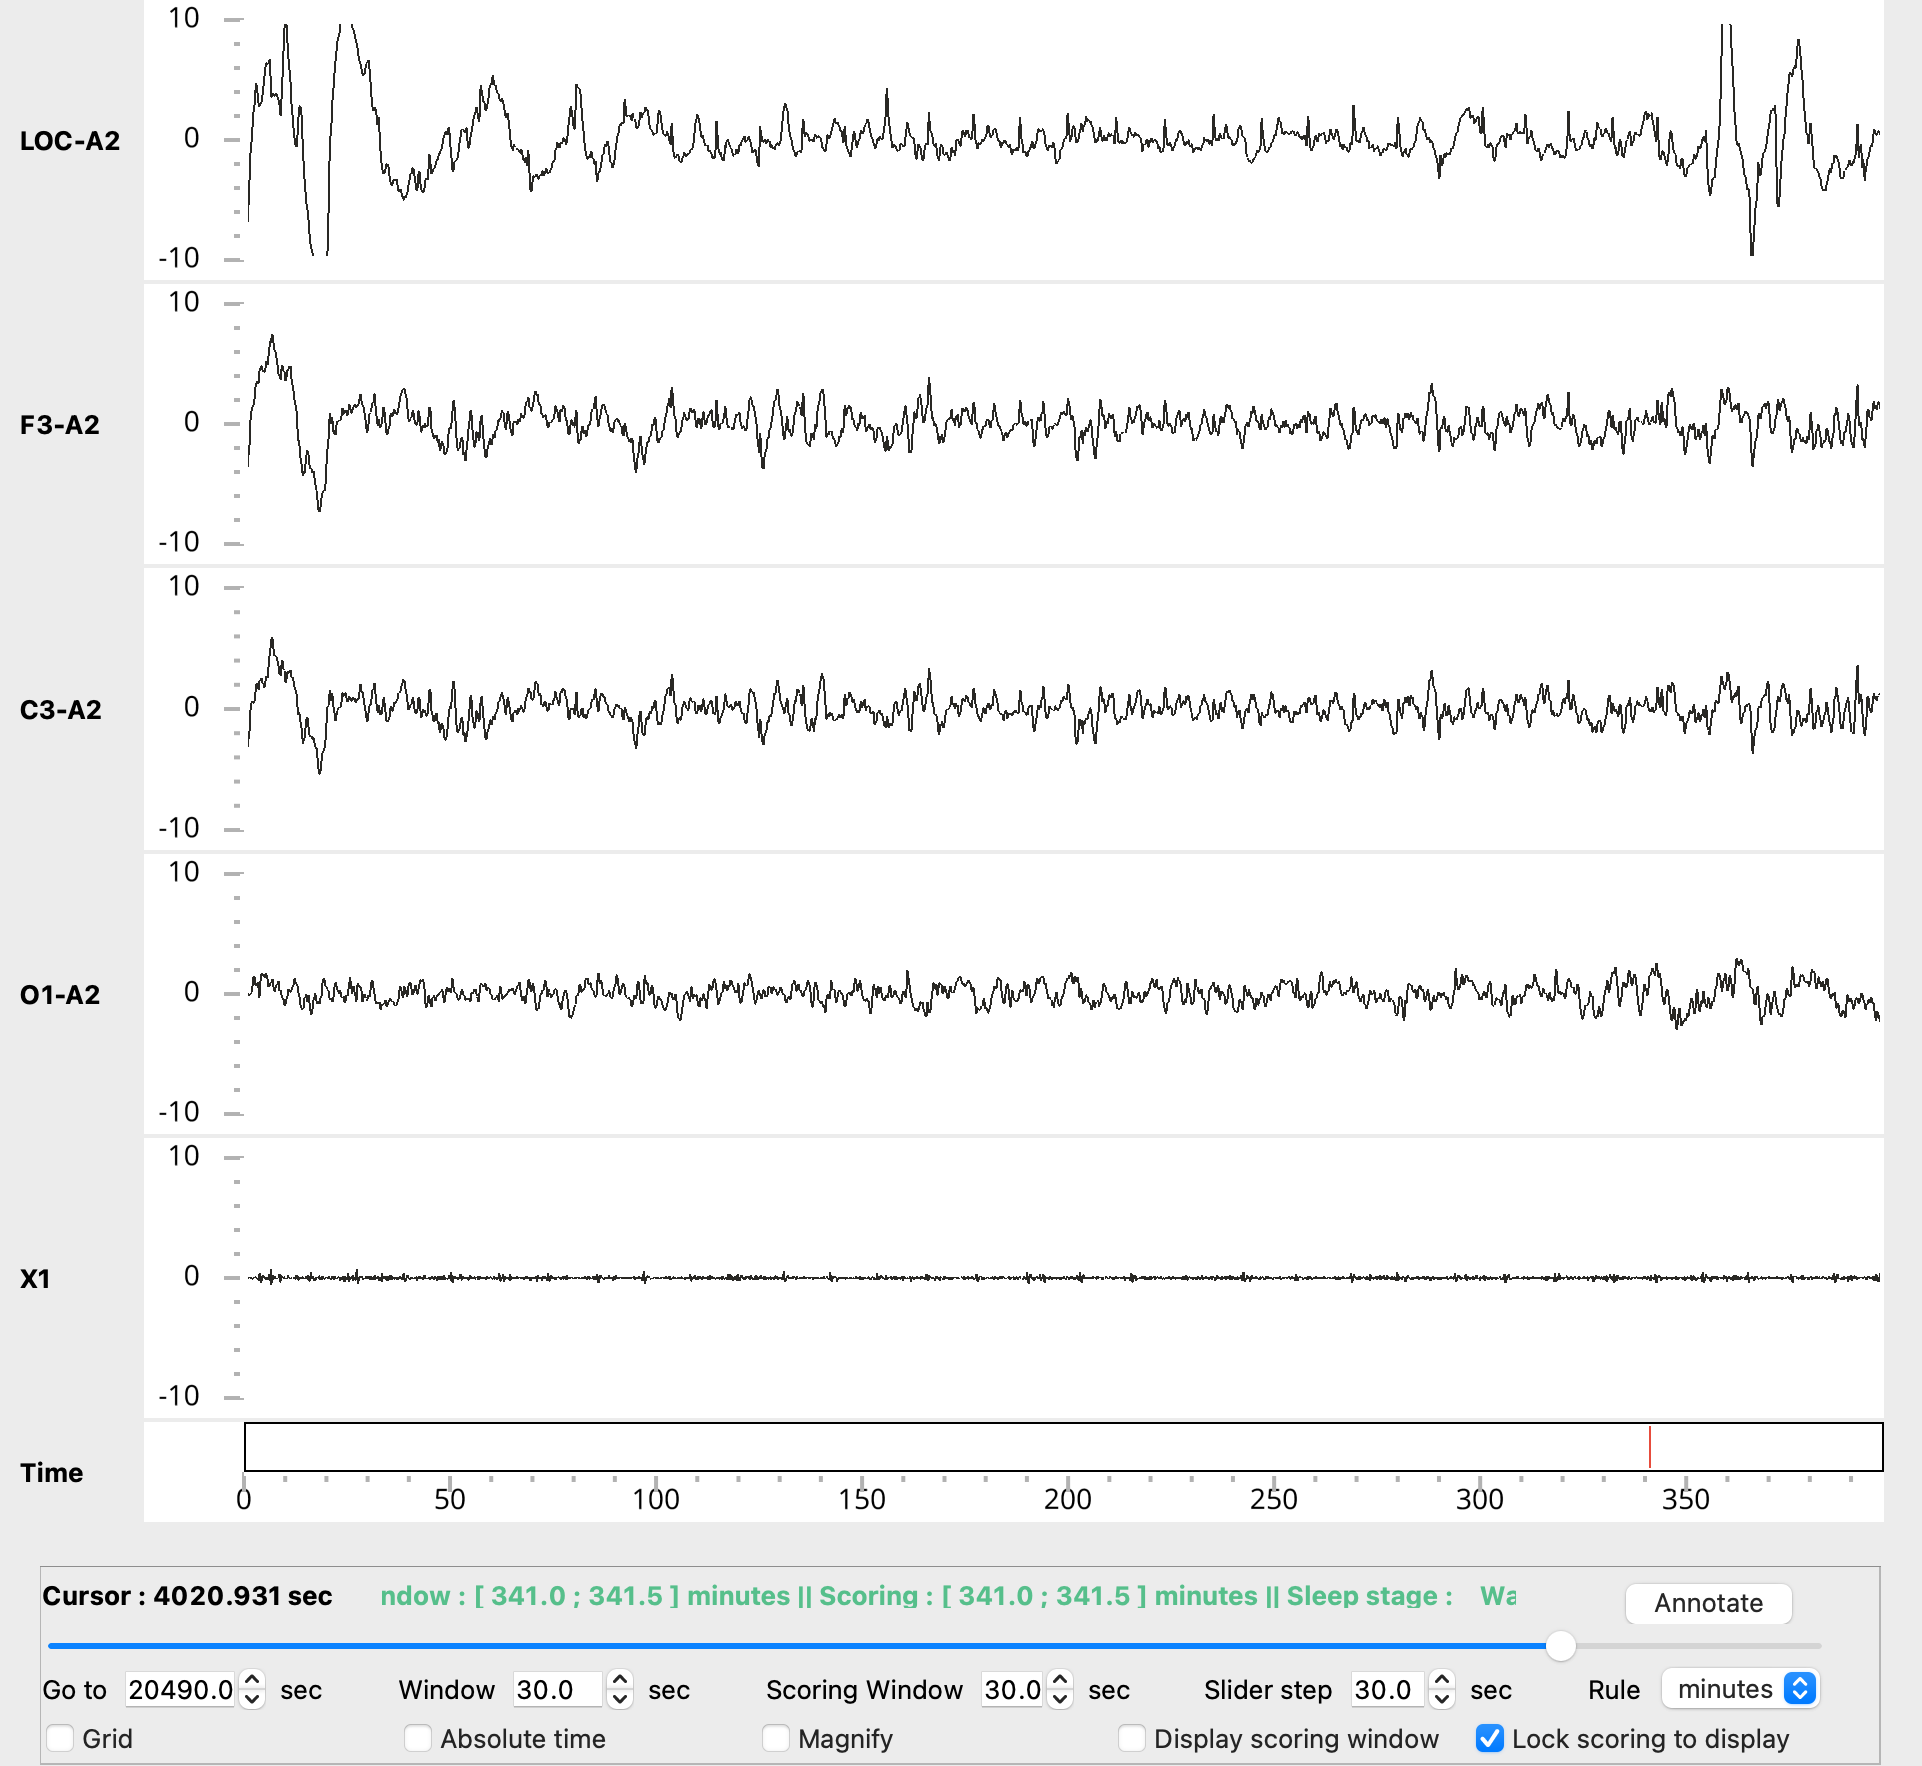 10
LOC-A2 0
-10
10
F3-A2 0
-10
10
C3-A2 0
-10
10
O1-A2 0
-10
10
X1 0
-10
Time
0 50 100 150 200 250 300 350
Cursor : 4020.931 sec ndow : [ 341.0 ; 341.5 ] minutes || Scoring : [ 341.0 ; 341.5 ] minutes || Sleep stage : Wa Annotate
Go to 20490.0 sec Window 30.0 sec Scoring Window 30.0 sec Slider step 30.0 sec Rule minutes
Grid Absolute time Magnify Display scoring window Lock scoring to display